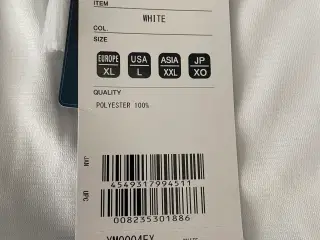 ITEM
WHITE
COL.
SIZE
EUROPE USA ASIA JP
XL L XXL XO
QUALITY
POLYESTER 100%
JAN
4549317994511
UPC
008235301886